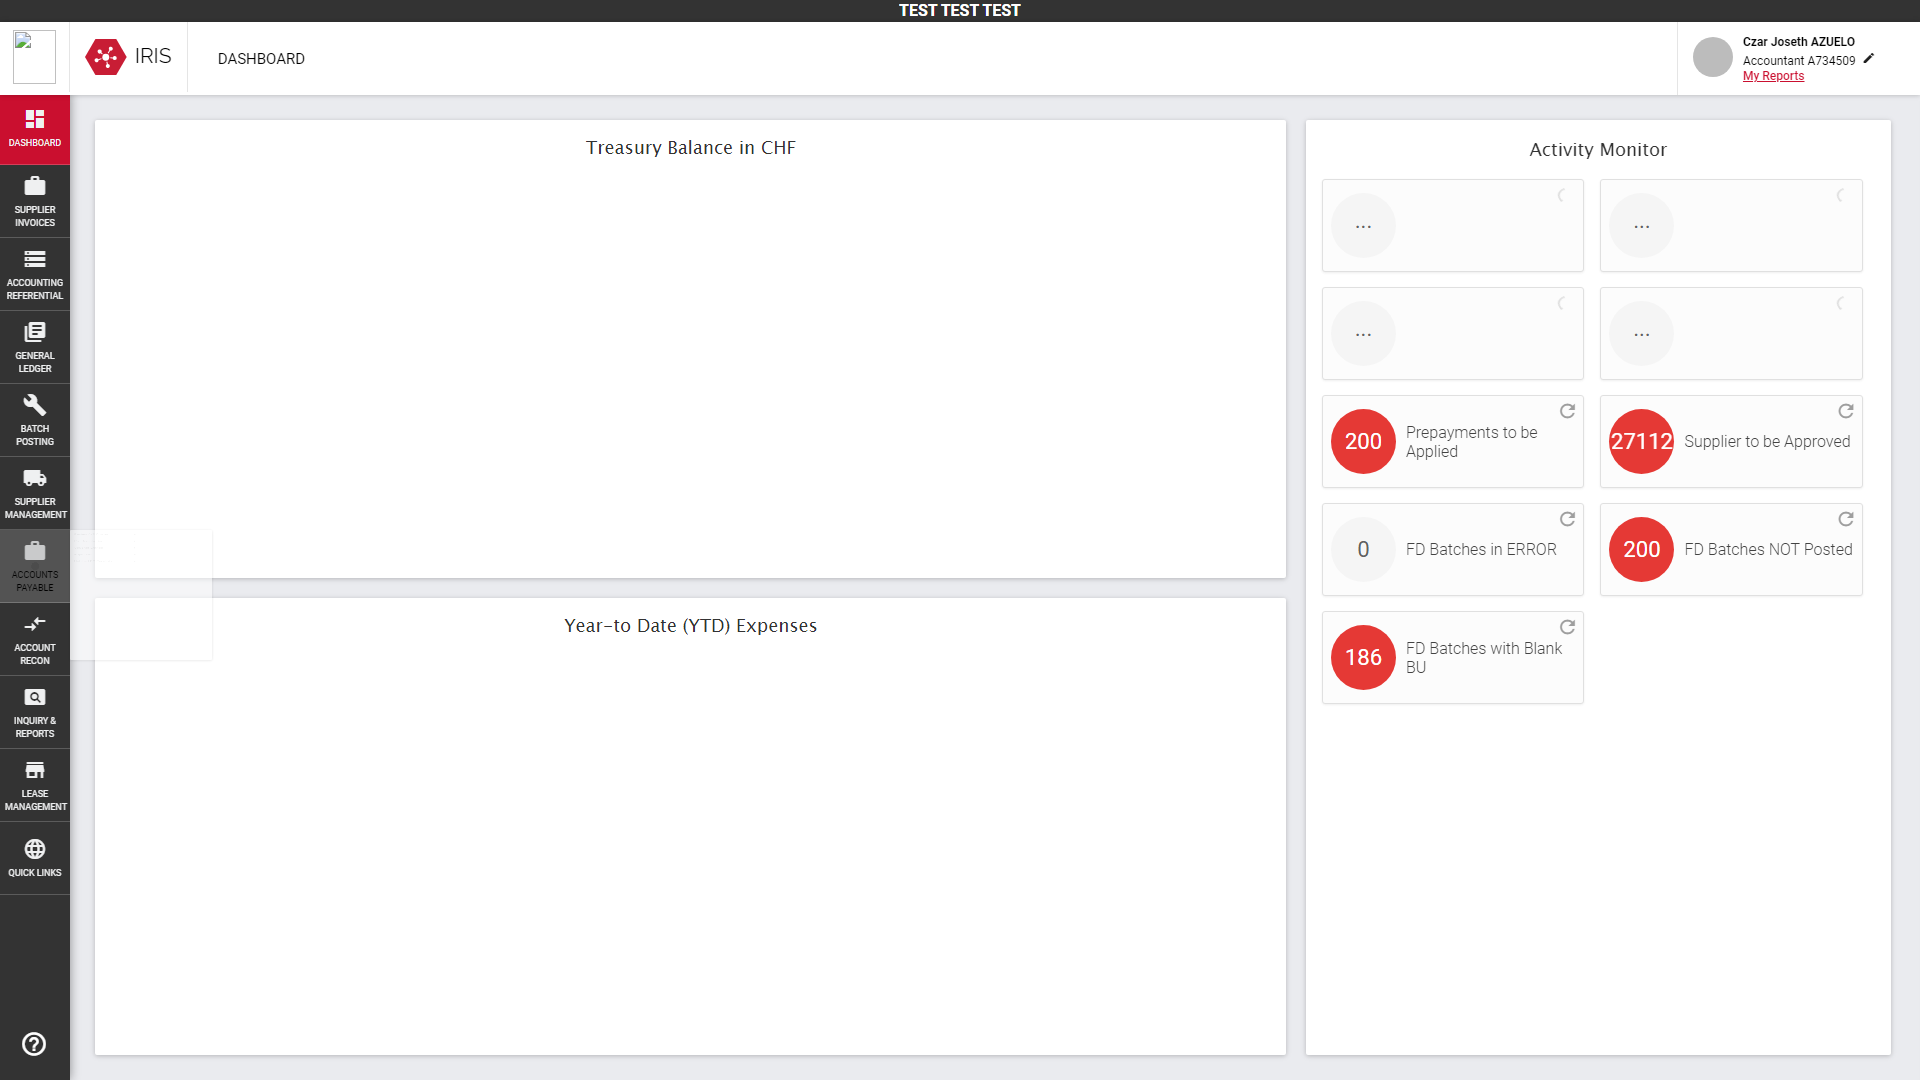 TEST TEST TEST
IRIS
DASHBOARD
Czar Joseth AZUELO
Accountant A734509
My Reports
DASHBOARD
SUPPLIER
INVOICES
ACCOUNTING
REFERENTIAL
GENERAL
LEDGER
BATCH
POSTING
SUPPLIER
MANAGEMENT
ACCOUNTS
PAYABLE
ACCOUNT
RECON
INQUIRY &
REPORTS
LEASE
MANAGEMENT
QUICK LINKS
Treasury Balance in CHF
Year-to Date (YTD) Expenses
Activity Monitor
...
...
...
...
200
Prepayments to be
Applied
27112
Supplier to be Approved
0
FD Batches in ERROR
200
FD Batches NOT Posted
186
FD Batches with Blank
BU